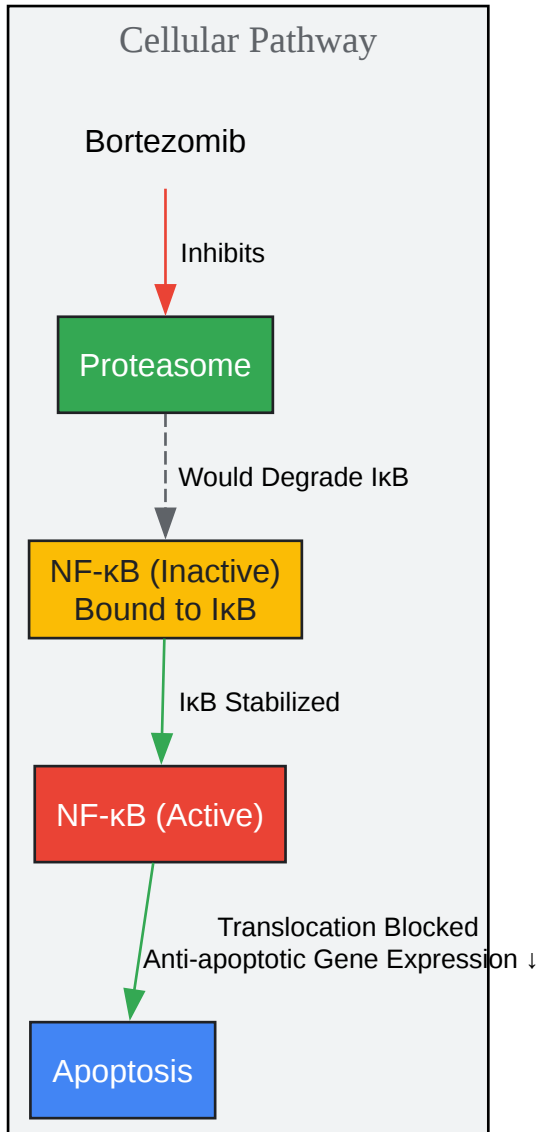 Cellular Pathway
Bortezomib
Inhibits
Proteasome
Would Degrade IκB
NF-κB (Inactive)
Bound to IκB
IκB Stabilized
NF-κB (Active)
Translocation Blocked
Anti-apoptotic Gene Expression ↓
Apoptosis